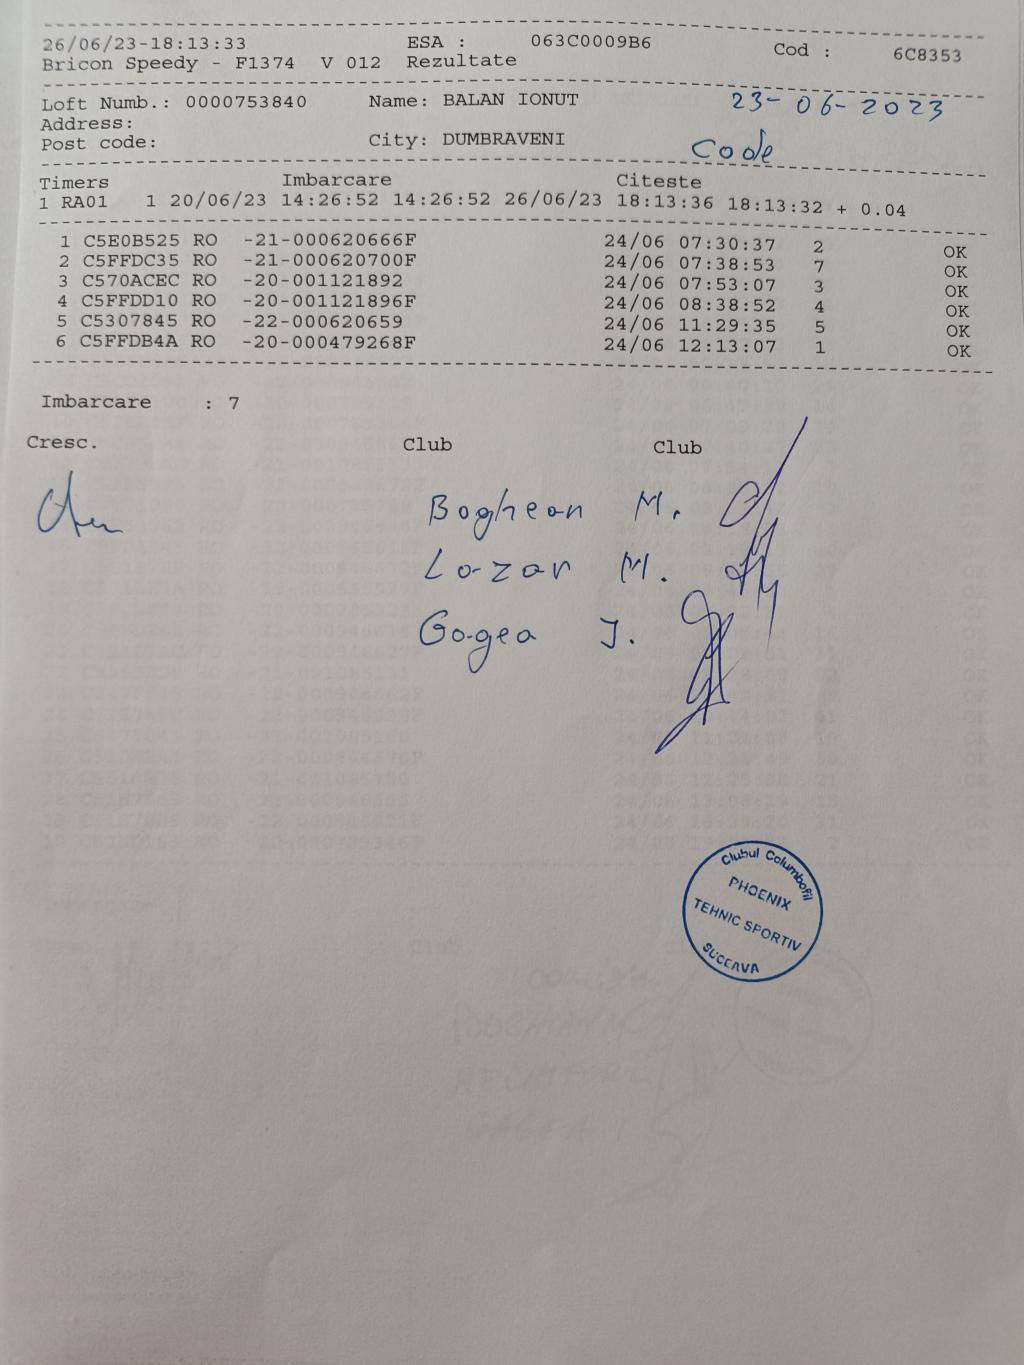 26/06/23-18:13:33 ESA : 063C0009B6 Cod : 6C8353
Bricon Speedy - F1374 V 012 Rezultate
Loft Numb.: 0000753840 Name: BALAN IONUT 23-06-2023
Address:
Post code: City: DUMBRAVENI Code
Timers Imbarcare Citeste
1 RA01 1 20/06/23 14:26:52 14:26:52 26/06/23 18:13:36 18:13:32 + 0.04
1 C5E0B525 RO -21-000620666F 24/06 07:30:37 2 OK
2 C5FFDC35 RO -21-000620700F 24/06 07:38:53 7 OK
3 C570ACEC RO -20-001121892 24/06 07:53:07 3 OK
4 C5FFDD10 RO -20-001121896F 24/06 08:38:52 4 OK
5 C5307845 RO -22-000620659 24/06 11:29:35 5 OK
6 C5FFDB4A RO -20-000479268F 24/06 12:13:07 1 OK
Imbarcare : 7
Cresc. Club Club
Boghean M.
Lazar M.
Gagea I.
Clubul Columbofil
PHOENIX
TEHNIC SPORTIV
SUCEAVA